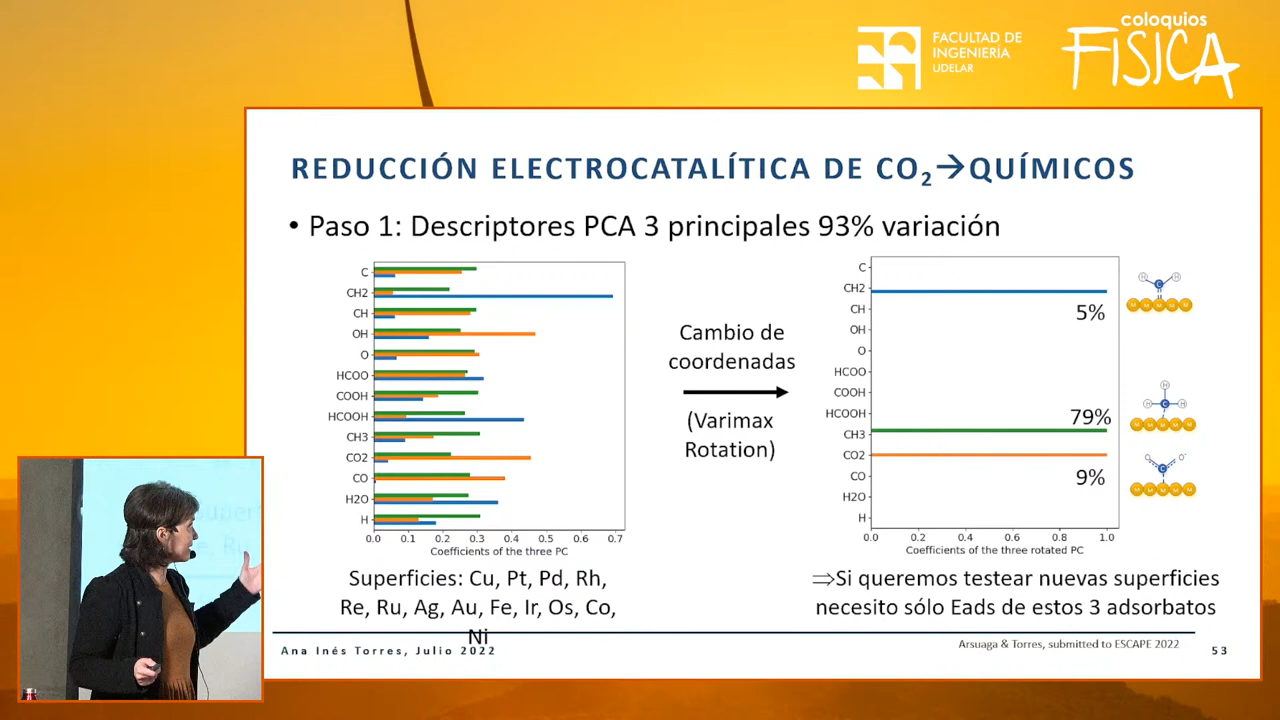 coloquios
FISICA
FACULTAD DE
INGENIERÍA
UDELAR
REDUCCIÓN ELECTROCATALÍTICA DE CO2→QUÍMICOS
• Paso 1: Descriptores PCA 3 principales 93% variación
C
CH2
CH
OH
O
HCOO
COOH
HCOOH
CH3
CO2
CO
H2O
H
0.0 0.1 0.2 0.3 0.4 0.5 0.6 0.7
Coefficients of the three PC
Superficies: Cu, Pt, Pd, Rh,
Re, Ru, Ag, Au, Fe, Ir, Os, Co,
Ni
Cambio de
coordenadas
(Varimax
Rotation)
C
CH2
CH
OH
O
HCOO
COOH
HCOOH
CH3
CO2
CO
H2O
H
5%
79%
9%
0.0 0.2 0.4 0.6 0.8 1.0
Coefficients of the three rotated PC
H H
C
M M M M M
H
H C H
M M M M M
O O-
C
M M M M M
⇒Si queremos testear nuevas superficies
necesito sólo Eads de estos 3 adsorbatos
Ana Inés Torres, Julio 2022
Arsuaga & Torres, submitted to ESCAPE 2022
53